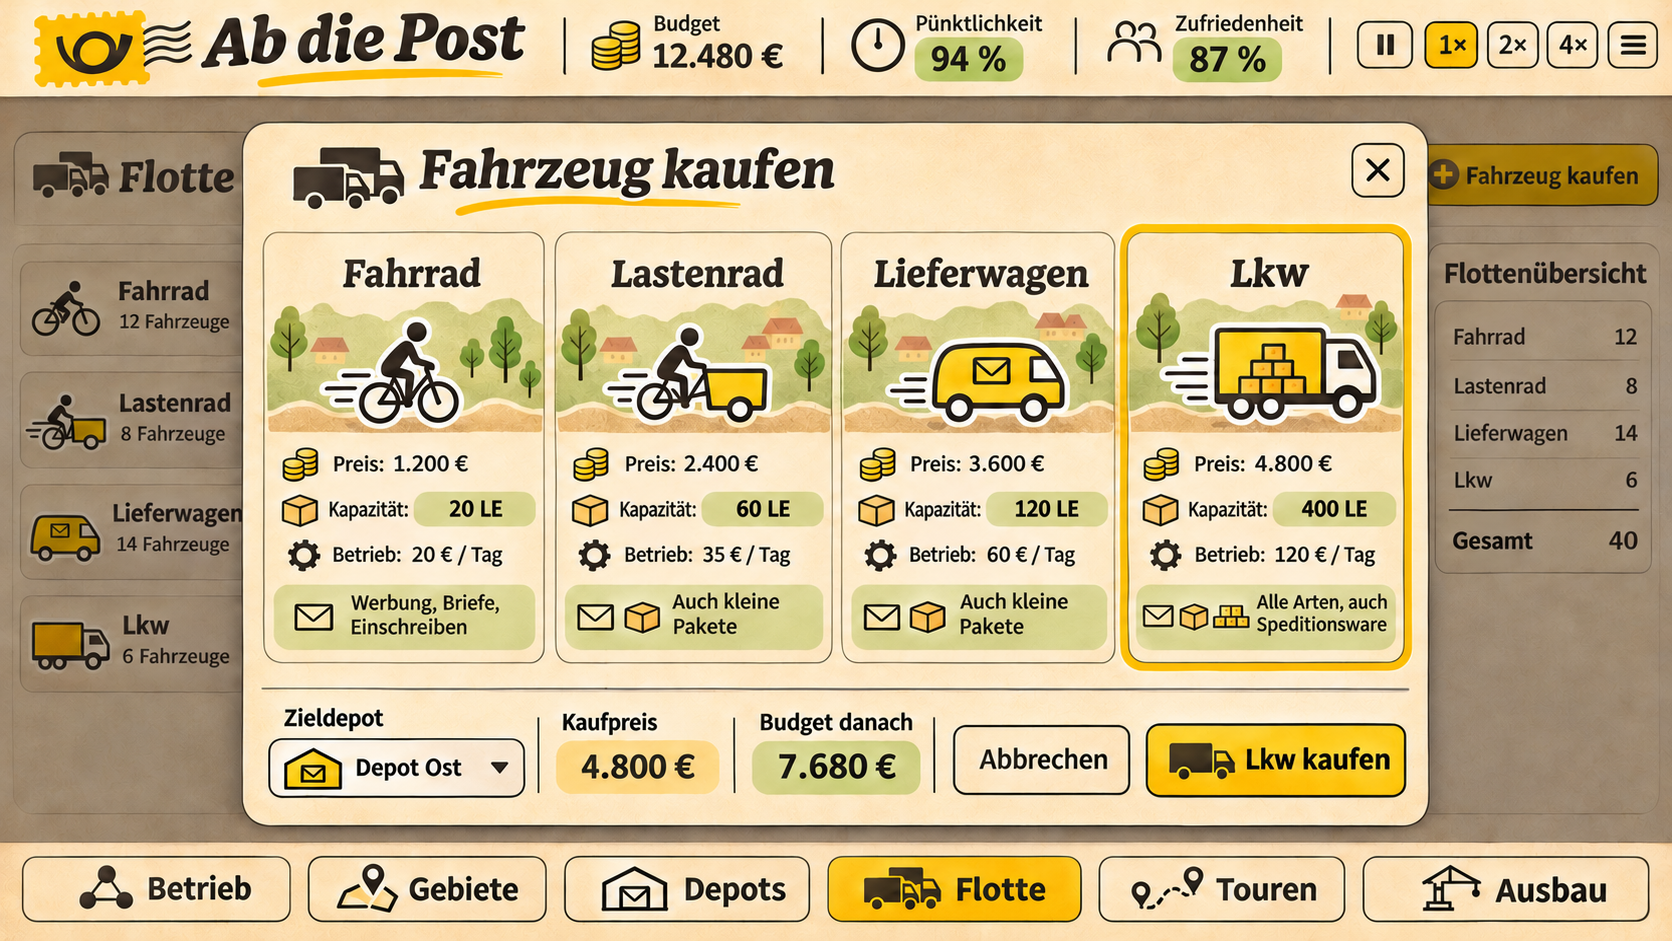 Ab die Post
Budget
12.480 €
Pünktlichkeit
94 %
Zufriedenheit
87 %
1×
2×
4×
Flotte
Fahrrad
12 Fahrzeuge
Lastenrad
8 Fahrzeuge
Lieferwagen
14 Fahrzeuge
Lkw
6 Fahrzeuge
Fahrzeug kaufen
Fahrrad
Preis: 1.200 €
Kapazität: 20 LE
Betrieb: 20 € / Tag
Werbung, Briefe,
Einschreiben
Lastenrad
Preis: 2.400 €
Kapazität: 60 LE
Betrieb: 35 € / Tag
Auch kleine
Pakete
Lieferwagen
Preis: 3.600 €
Kapazität: 120 LE
Betrieb: 60 € / Tag
Auch kleine
Pakete
Lkw
Preis: 4.800 €
Kapazität: 400 LE
Betrieb: 120 € / Tag
Alle Arten, auch
Speditionsware
Zieldepot
Depot Ost
Kaufpreis
4.800 €
Budget danach
7.680 €
Abbrechen
Lkw kaufen
Fahrzeug kaufen
Flottenübersicht
Fahrrad 12
Lastenrad 8
Lieferwagen 14
Lkw 6
Gesamt 40
Betrieb
Gebiete
Depots
Flotte
Touren
Ausbau